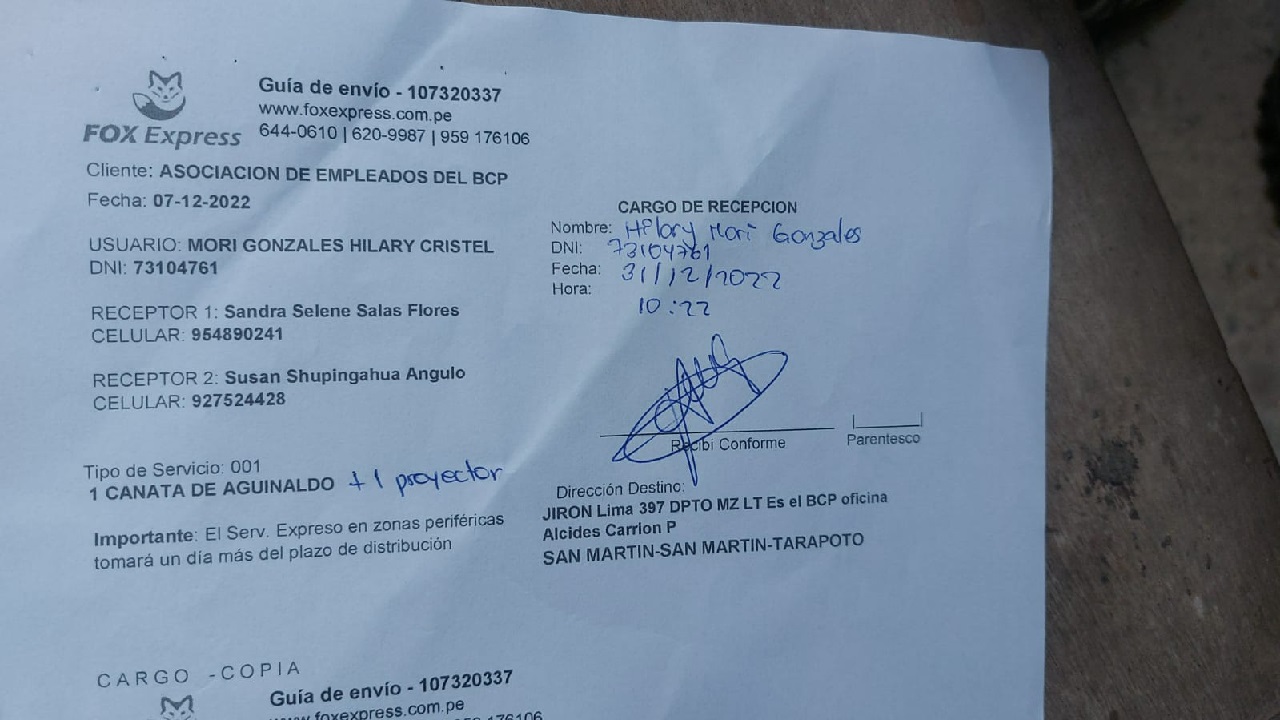 Guía de envío - 107320337
www.foxexpress.com.pe
FOX Express
644-0610 | 620-9987 | 959 176106
Cliente: ASOCIACION DE EMPLEADOS DEL BCP
Fecha: 07-12-2022
USUARIO: MORI GONZALES HILARY CRISTEL
DNI: 73104761
RECEPTOR 1: Sandra Selene Salas Flores
CELULAR: 954890241
RECEPTOR 2: Susan Shupingahua Angulo
CELULAR: 927524428
Tipo de Servicio: 001
1 CANATA DE AGUINALDO + 1 proyector
Importante: El Serv. Expreso en zonas periféricas
tomará un día más del plazo de distribución
CARGO DE RECEPCION
Nombre: Hilary Mori Gonzales
DNI: 73104761
Fecha: 31/12/2022
Hora: 10:22
Recibi Conforme
Parentesco
Dirección Destino:
JIRON Lima 397 DPTO MZ LT Es el BCP oficina
Alcides Carrion P
SAN MARTIN-SAN MARTIN-TARAPOTO
CARGO -COPIA
Guía de envío - 107320337
www.foxexpress.com.pe
176106